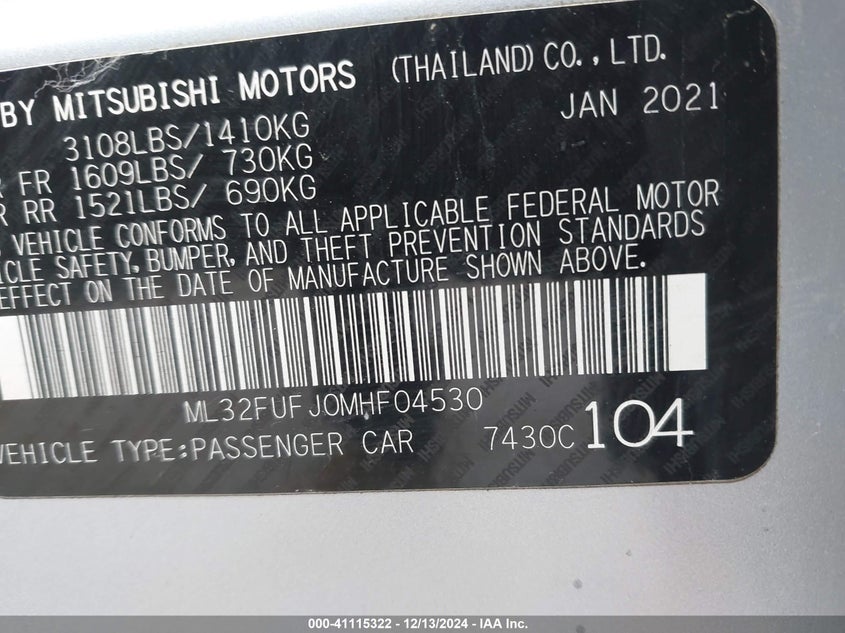 BY MITSUBISHI MOTORS (THAILAND) CO., LTD.
JAN 2021
3108LBS/1410KG
FR 1609LBS/ 730KG
RR 1521LBS/ 690KG
VEHICLE CONFORMS TO ALL APPLICABLE FEDERAL MOTOR
SAFETY, BUMPER, AND THEFT PREVENTION STANDARDS
EFFECT ON THE DATE OF MANUFACTURE SHOWN ABOVE.
ML32FUFJ0MHF04530
VEHICLE TYPE:PASSENGER CAR 7430C 104
000-41115322 - 12/13/2024 - IAA Inc.